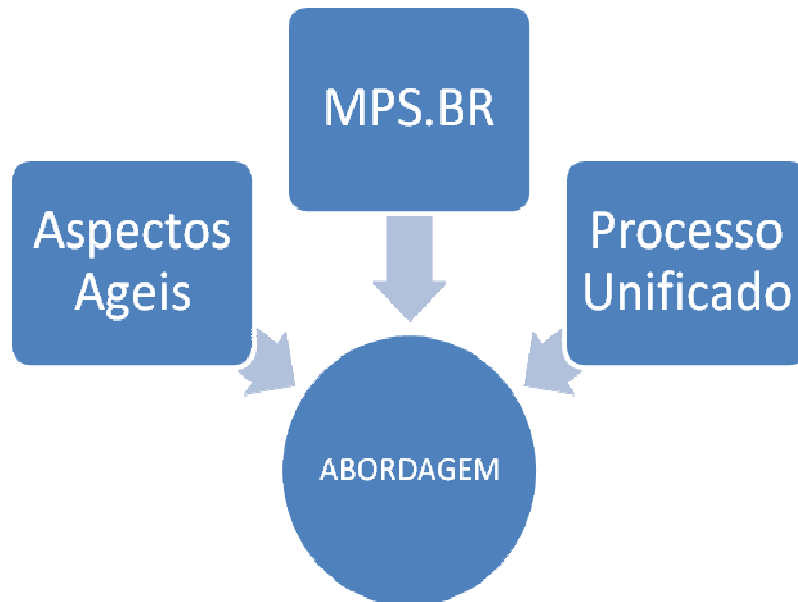 MPS.BR
Aspectos
Ageis
Processo
Unificado
ABORDAGEM